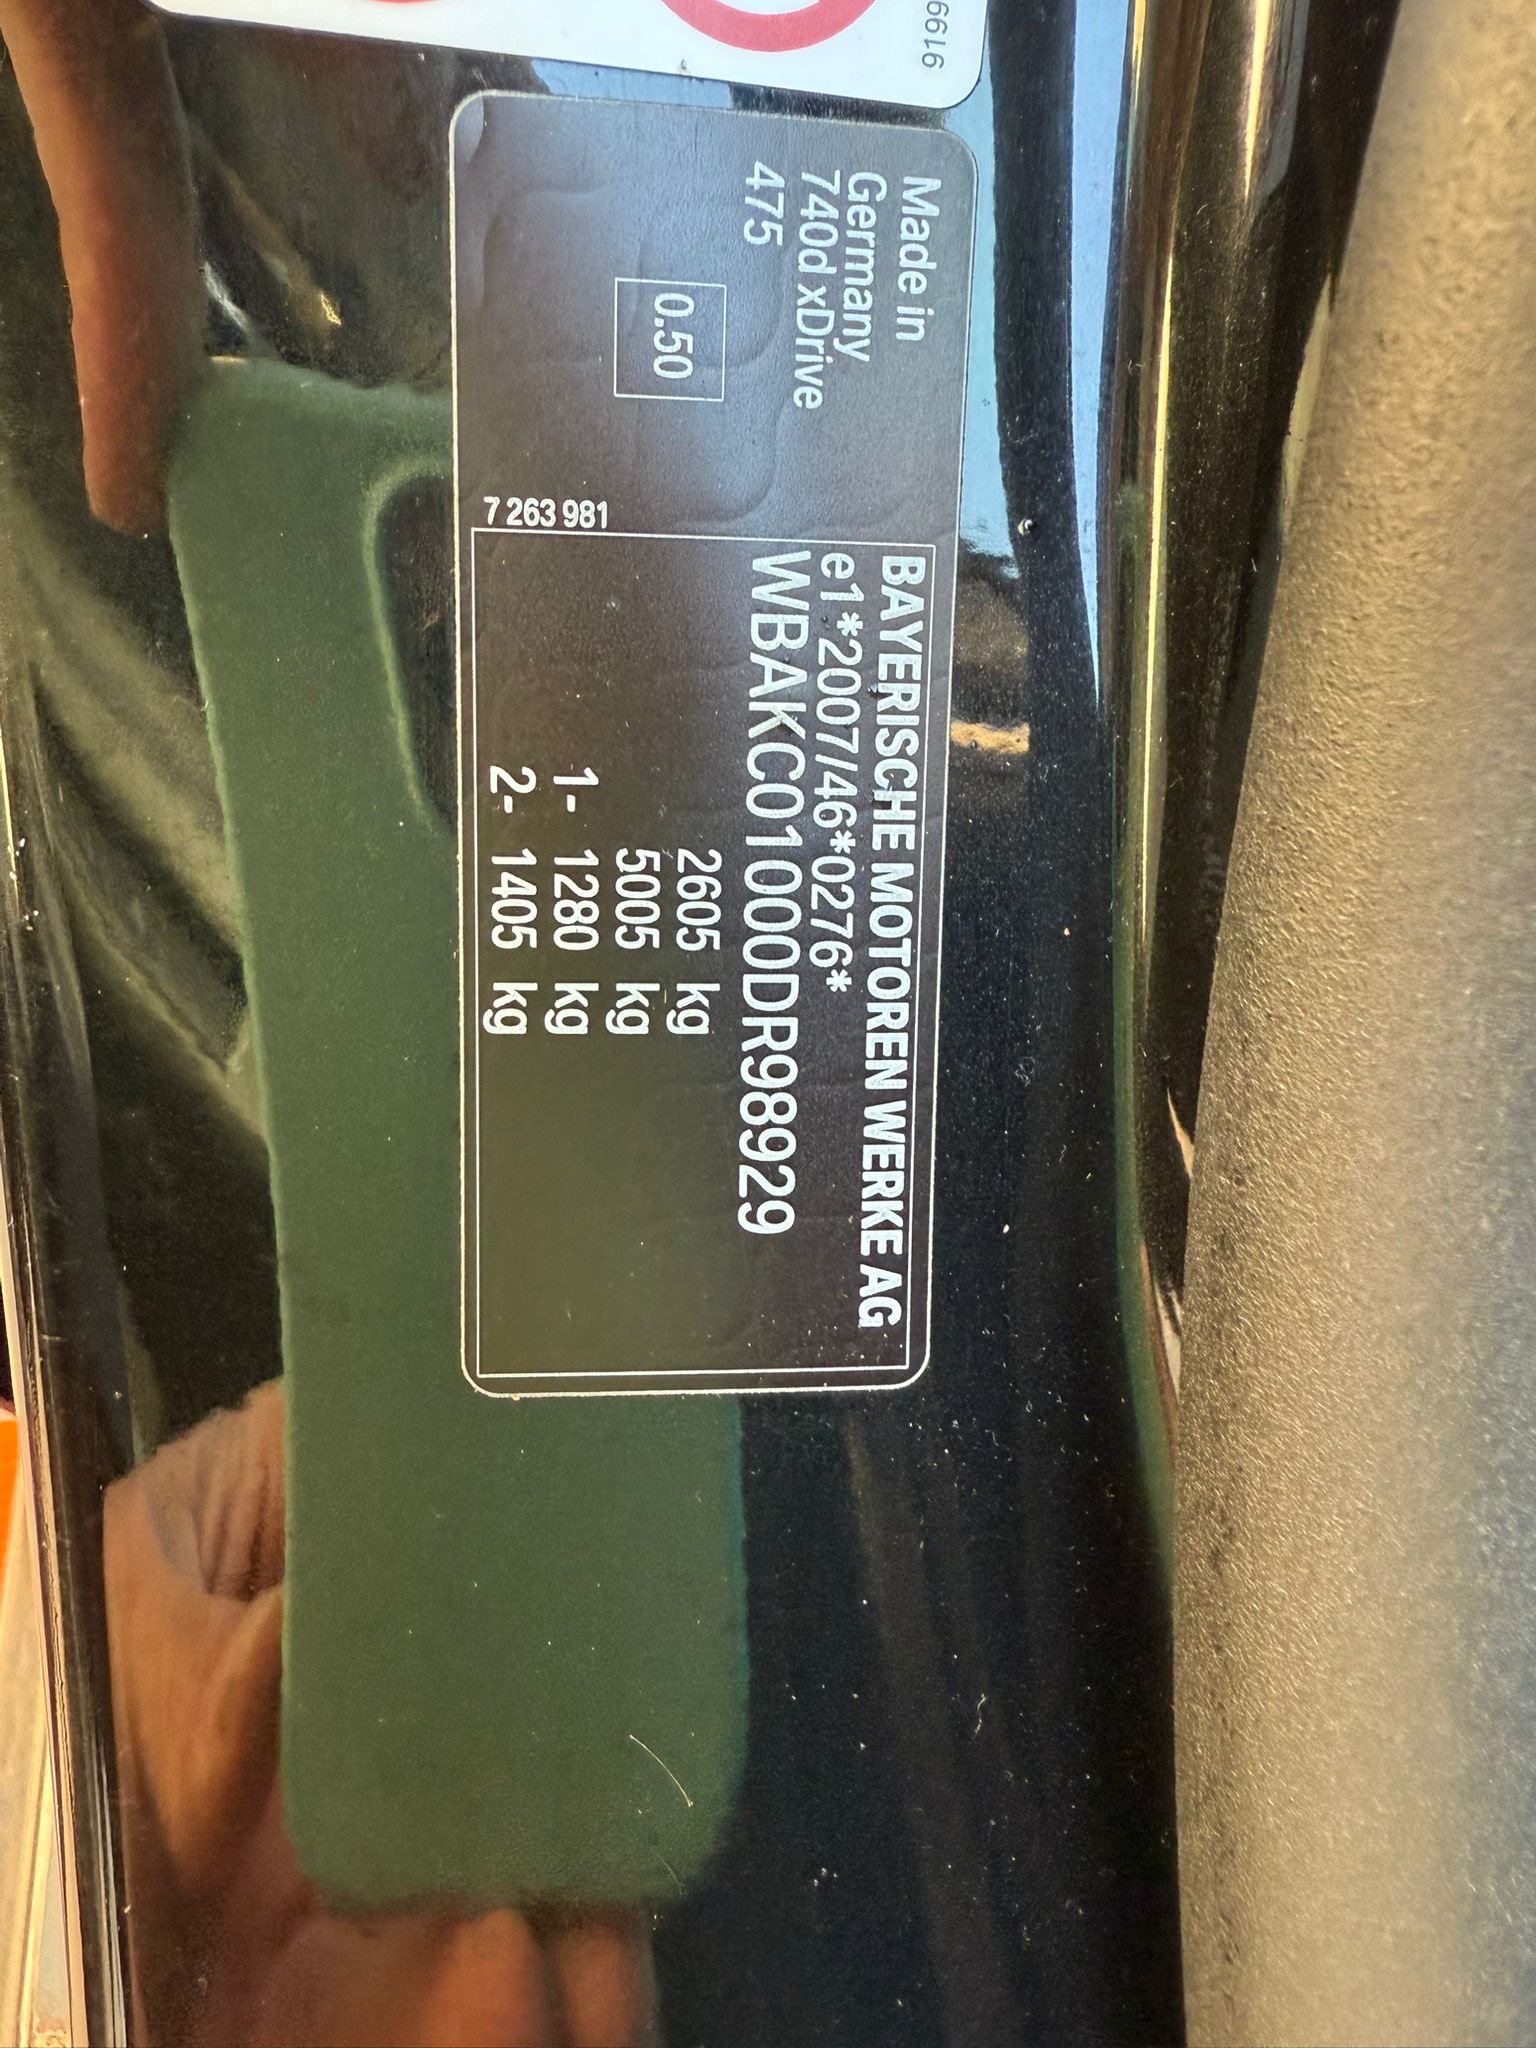 9916
Made in
Germany
740d xDrive
475
0.50
7 263 981
BAYERISCHE MOTOREN WERKE AG
e1*2007/46*0276*
WBAKC01000DR98929
2605 kg
5005 kg
1- 1280 kg
2- 1405 kg